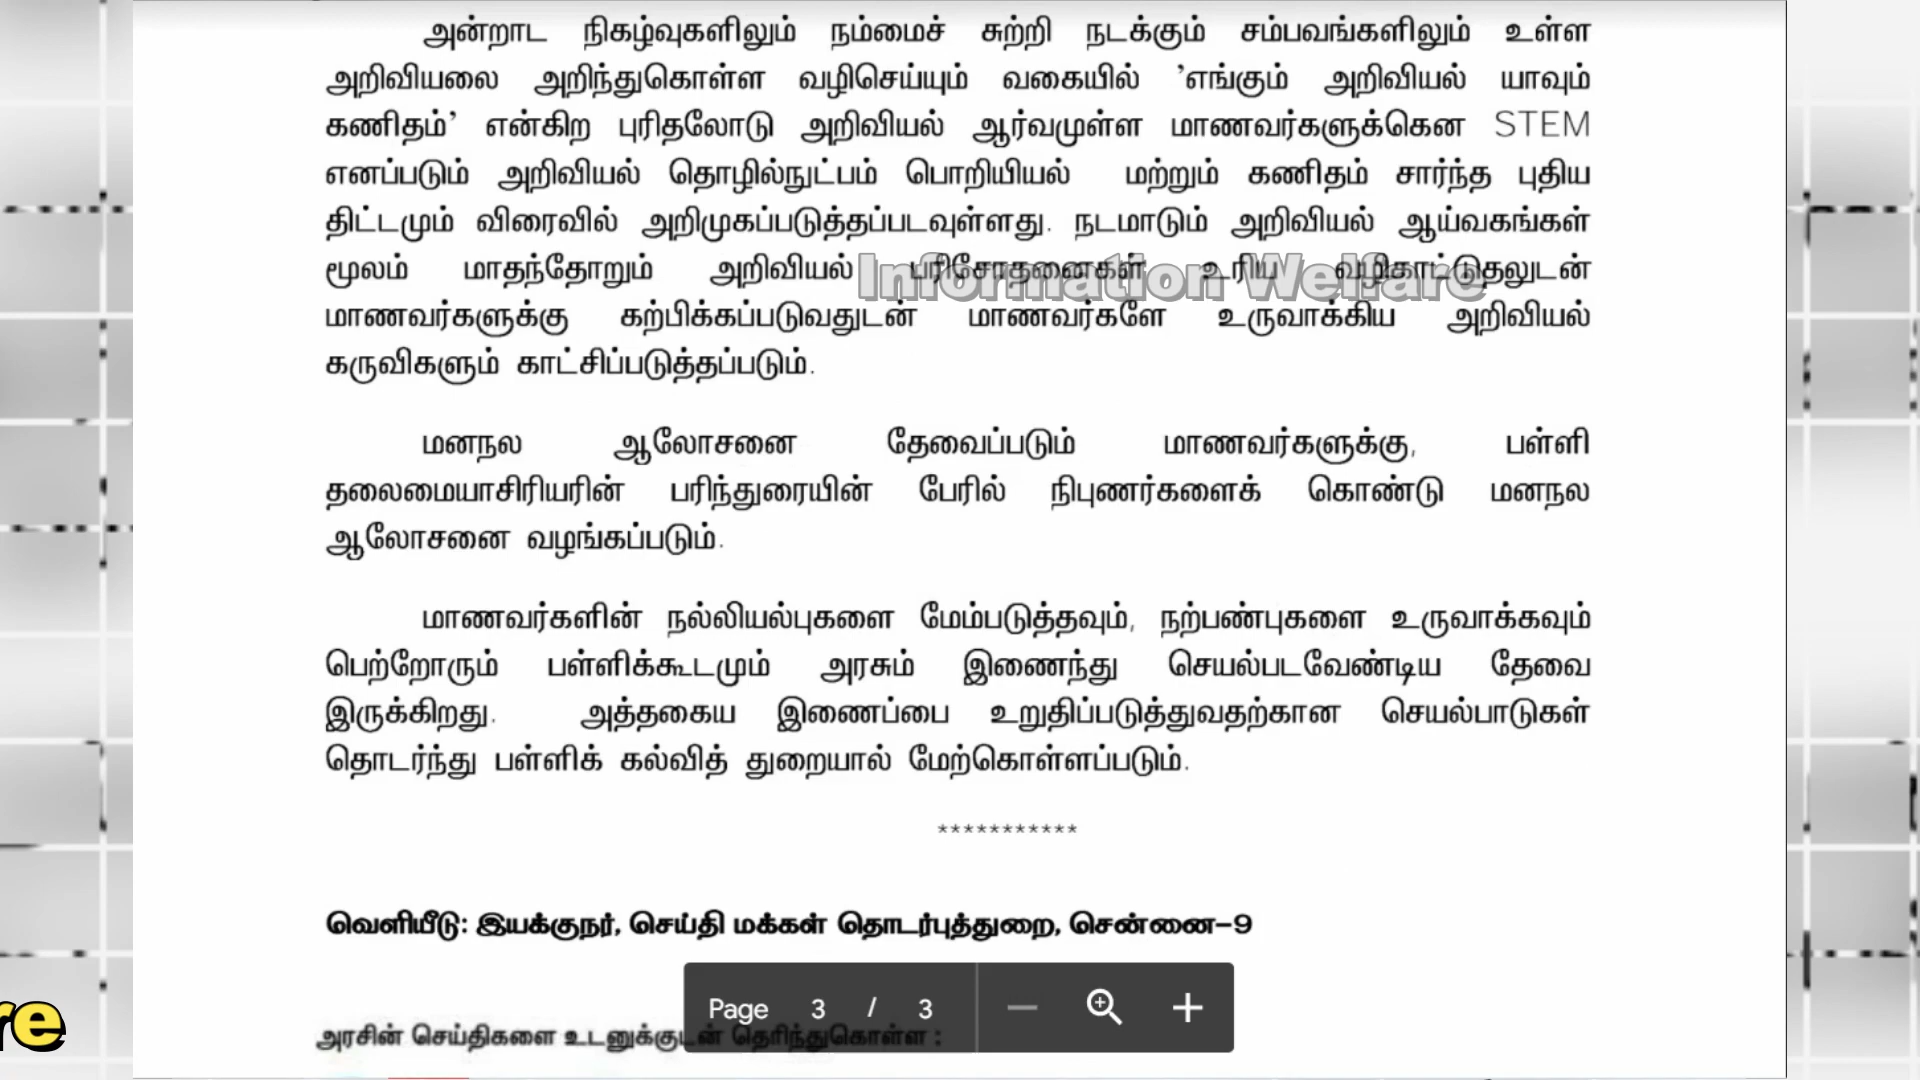 அன்றாட நிகழ்வுகளிலும் நம்மைச் சுற்றி நடக்கும் சம்பவங்களிலும் உள்ள
அறிவியலை அறிந்துகொள்ள வழிசெய்யும் வகையில் 'எங்கும் அறிவியல் யாவும்
கணிதம்' என்கிற புரிதலோடு அறிவியல் ஆர்வமுள்ள மாணவர்களுக்கென STEM
எனப்படும் அறிவியல் தொழில்நுட்பம் பொறியியல் மற்றும் கணிதம் சார்ந்த புதிய
திட்டமும் விரைவில் அறிமுகப்படுத்தப்படவுள்ளது. நடமாடும் அறிவியல் ஆய்வகங்கள்
மூலம் மாதந்தோறும் அறிவியல் பரிசோதனைகள் உரிய வழிகாட்டுதலுடன்
Information Welfare
மாணவர்களுக்கு கற்பிக்கப்படுவதுடன் மாணவர்களே உருவாக்கிய அறிவியல்
கருவிகளும் காட்சிப்படுத்தப்படும்.
மனநல ஆலோசனை தேவைப்படும் மாணவர்களுக்கு, பள்ளி
தலைமையாசிரியரின் பரிந்துரையின் பேரில் நிபுணர்களைக் கொண்டு மனநல
ஆலோசனை வழங்கப்படும்.
மாணவர்களின் நல்லியல்புகளை மேம்படுத்தவும், நற்பண்புகளை உருவாக்கவும்
பெற்றோரும் பள்ளிக்கூடமும் அரசும் இணைந்து செயல்படவேண்டிய தேவை
இருக்கிறது. அத்தகைய இணைப்பை உறுதிப்படுத்துவதற்கான செயல்பாடுகள்
தொடர்ந்து பள்ளிக் கல்வித் துறையால் மேற்கொள்ளப்படும்.
***********
வெளியீடு: இயக்குநர், செய்தி மக்கள் தொடர்புத்துறை, சென்னை-9
Page 3 / 3
re
அரசின் செய்திகளை உடனுக்குடன் தெரிந்துகொள்ள :